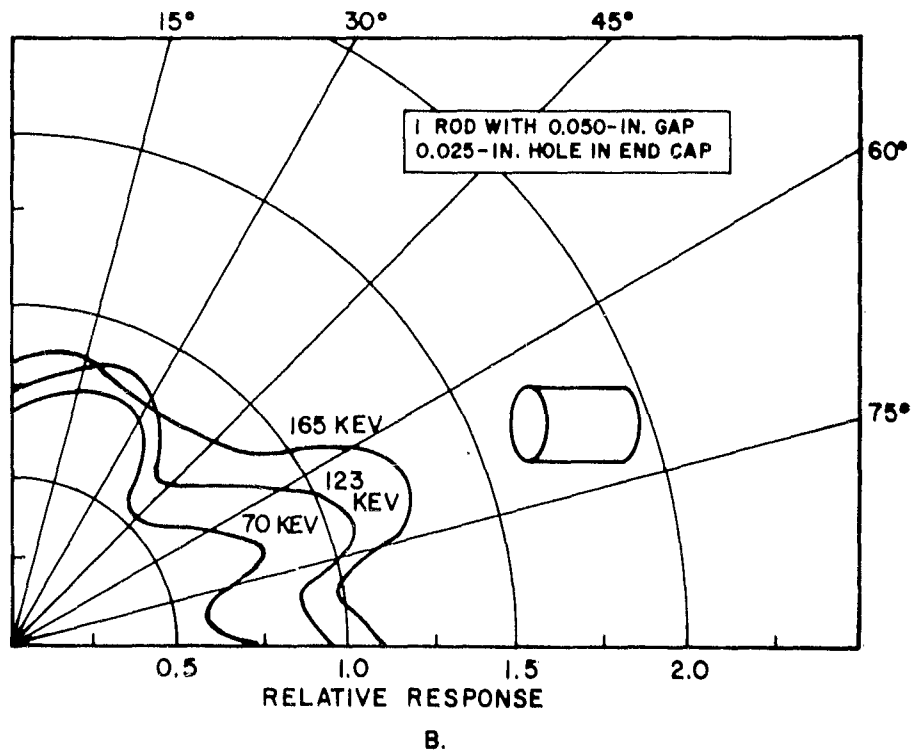 15° 30° 45°
1 ROD WITH 0.050-IN. GAP
0.025-IN. HOLE IN END CAP
60°
75°
165 KEV
123
KEV
70 KEV
0.5 1.0 1.5 2.0
RELATIVE RESPONSE
B.